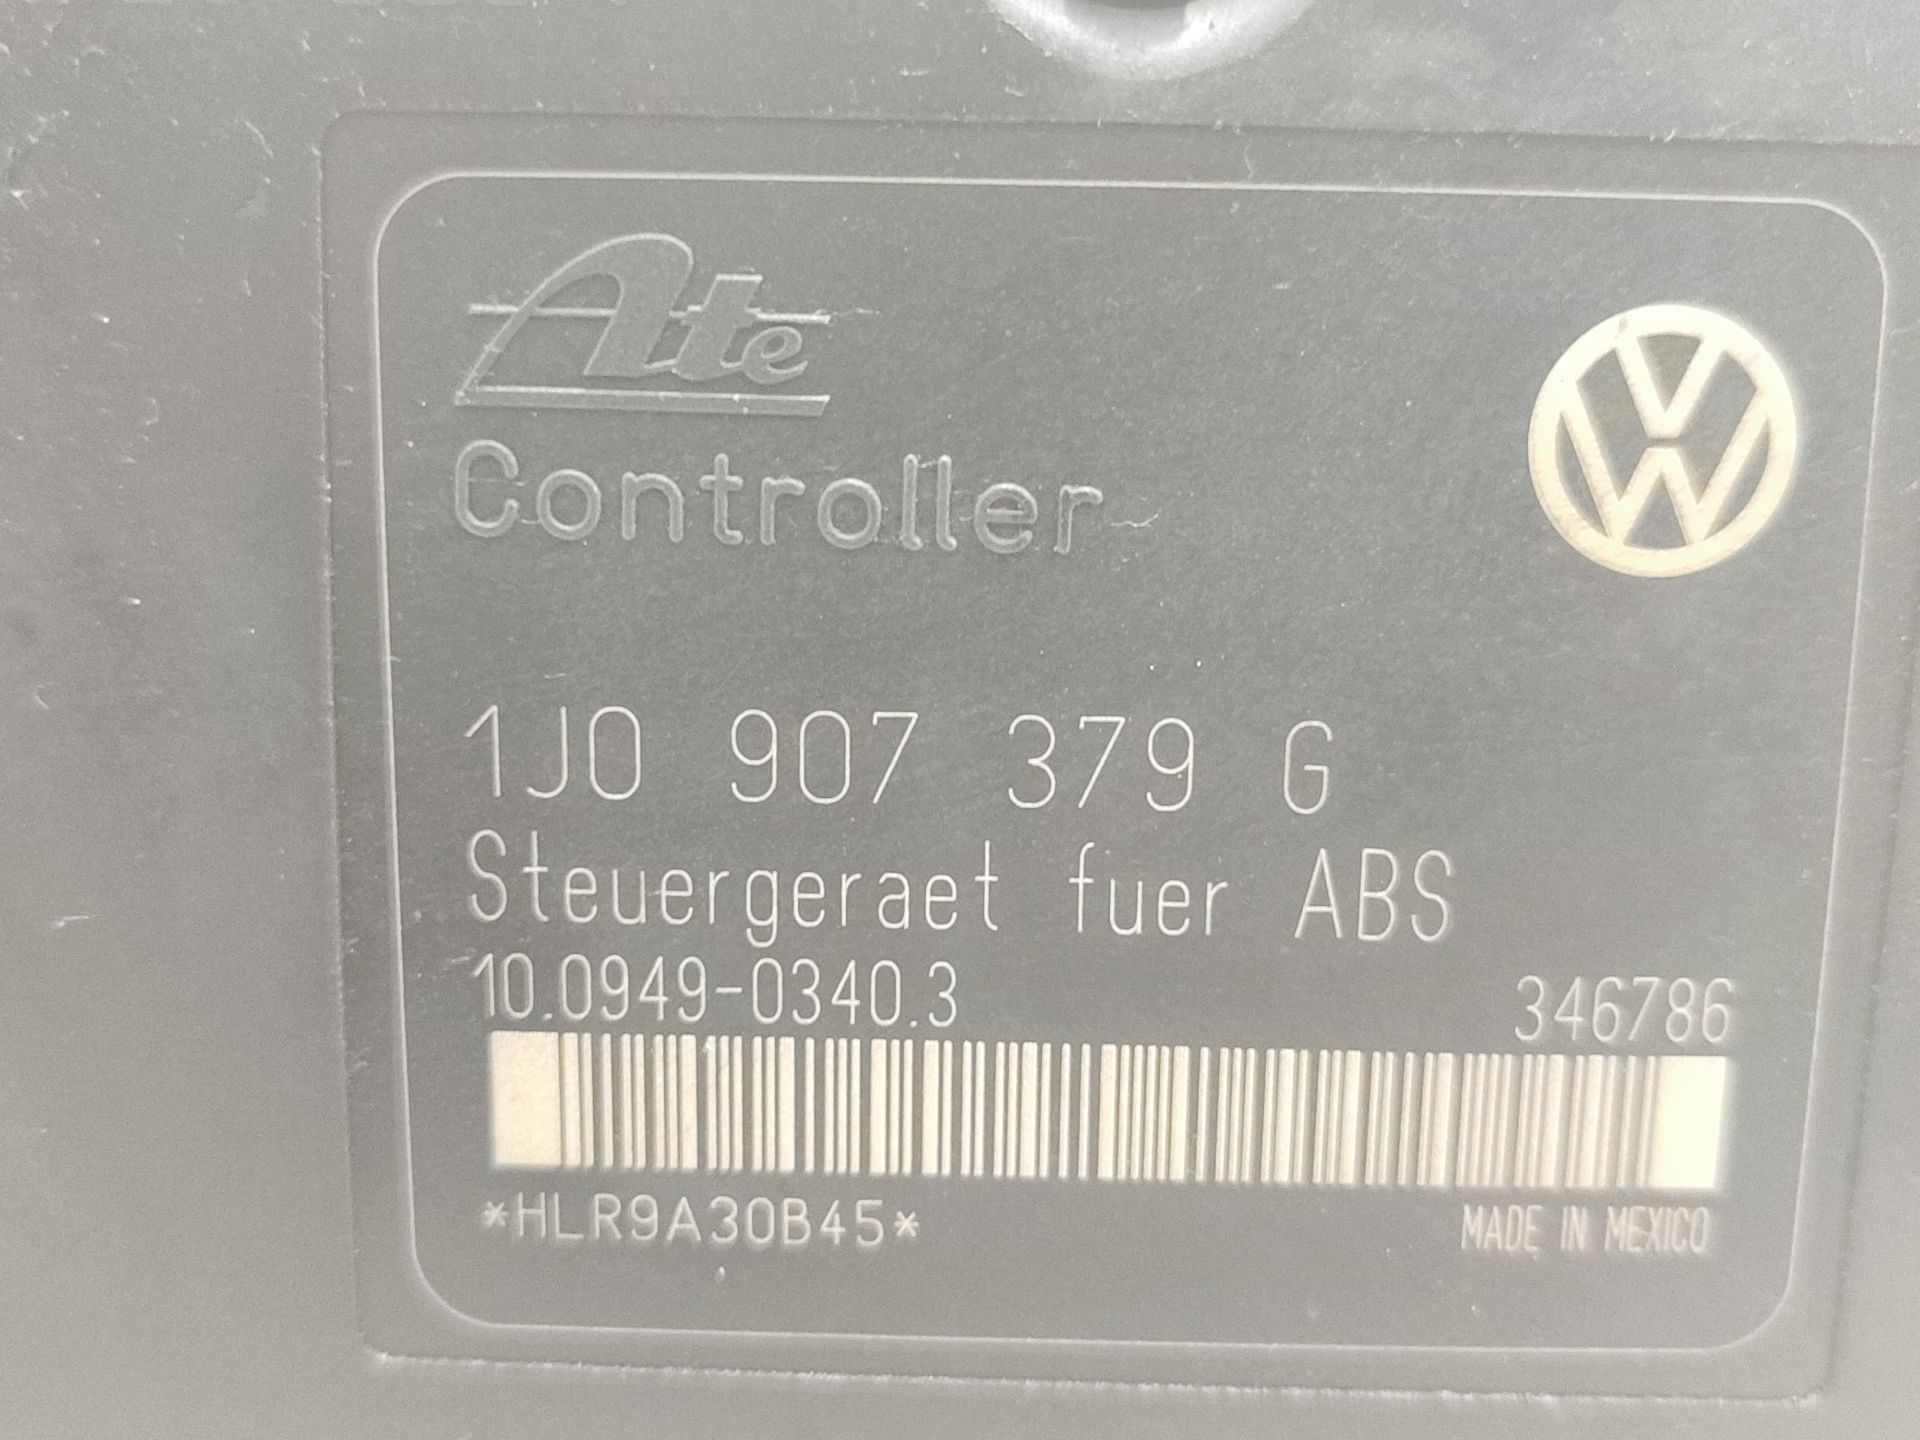 Ate
Controller
1J0 907 379 G
Steuergeraet fuer ABS
10.0949-0340.3
346786
*HLR9A30B45*
MADE IN MEXICO